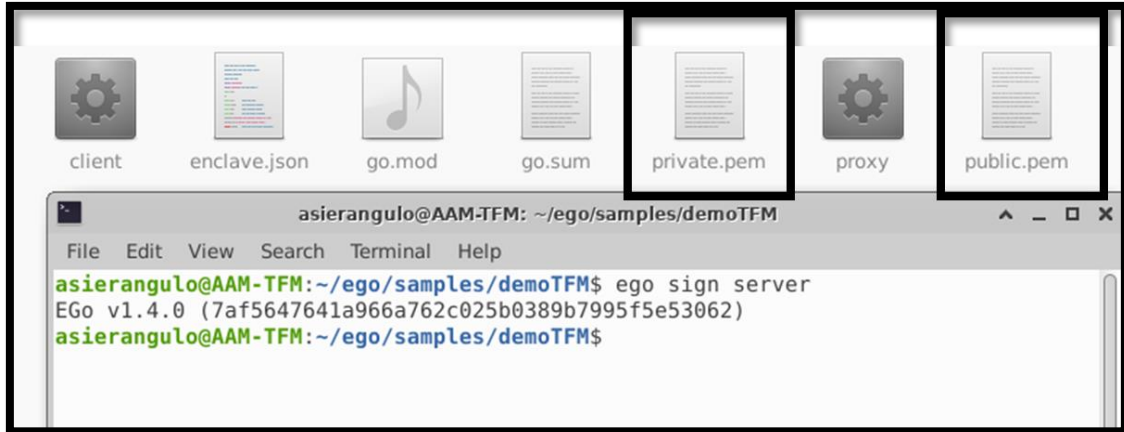 client enclave.json go.mod go.sum private.pem proxy public.pem
asierangulo@AAM-TFM: ~/ego/samples/demoTFM
File Edit View Search Terminal Help
asierangulo@AAM-TFM:~/ego/samples/demoTFM$ ego sign server
EGo v1.4.0 (7af5647641a966a762c025b0389b7995f5e53062)
asierangulo@AAM-TFM:~/ego/samples/demoTFM$